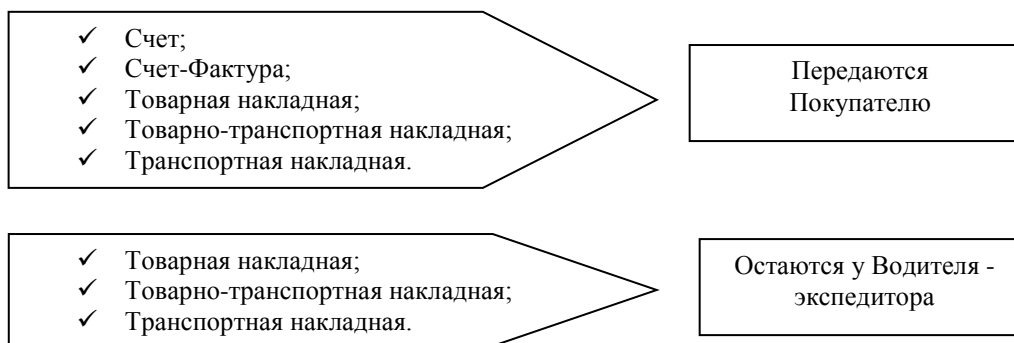 ✓ Счет;
✓ Счет-Фактура;
✓ Товарная накладная;
✓ Товарно-транспортная накладная;
✓ Транспортная накладная.
Передаются
Покупателю
✓ Товарная накладная;
✓ Товарно-транспортная накладная;
✓ Транспортная накладная.
Остаются у Водителя -
экспедитора